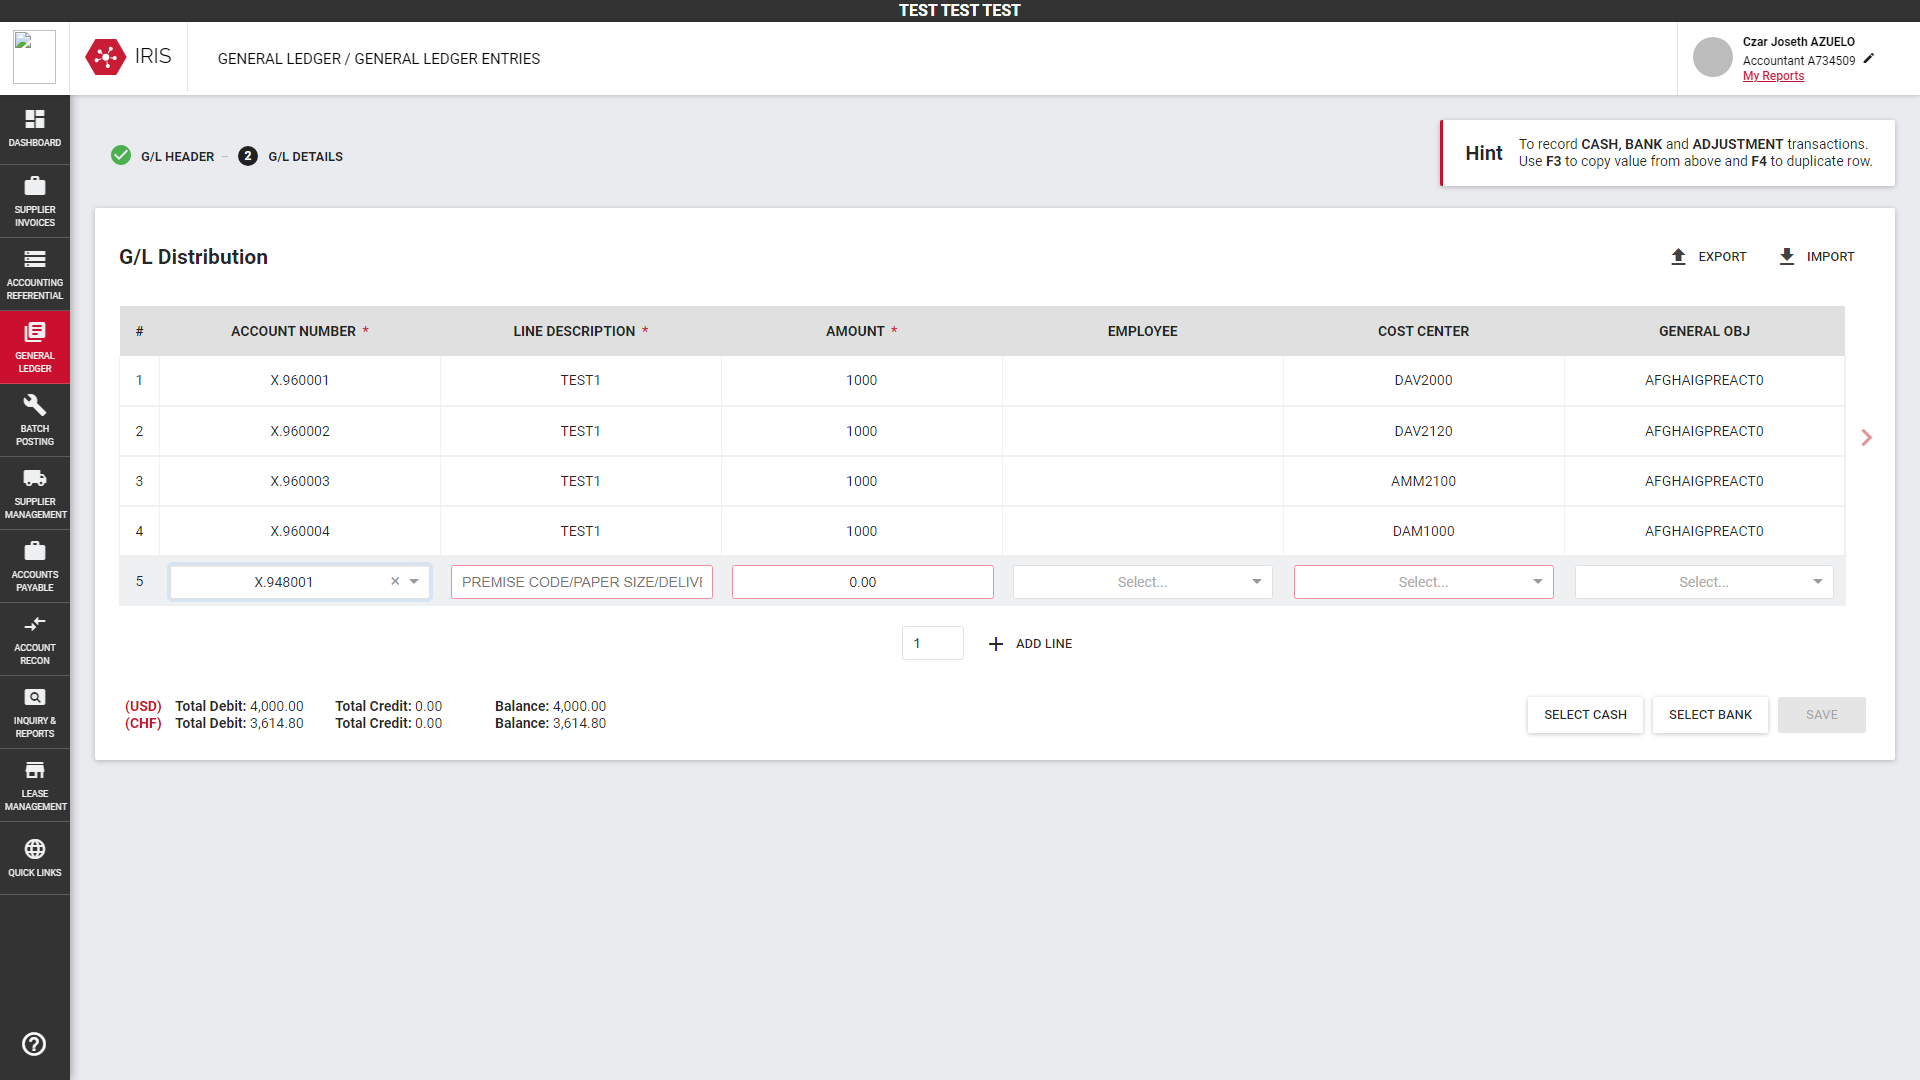 TEST TEST TEST
IRIS
GENERAL LEDGER / GENERAL LEDGER ENTRIES
Czar Joseth AZUELO
Accountant A734509
My Reports
DASHBOARD
SUPPLIER
INVOICES
ACCOUNTING
REFERENTIAL
GENERAL
LEDGER
BATCH
POSTING
SUPPLIER
MANAGEMENT
ACCOUNTS
PAYABLE
ACCOUNT
RECON
INQUIRY &
REPORTS
LEASE
MANAGEMENT
QUICK LINKS
G/L HEADER – 2 G/L DETAILS
Hint
To record CASH, BANK and ADJUSTMENT transactions.
Use F3 to copy value from above and F4 to duplicate row.
G/L Distribution
EXPORT IMPORT
# ACCOUNT NUMBER * LINE DESCRIPTION * AMOUNT * EMPLOYEE COST CENTER GENERAL OBJ
1 X.960001 TEST1 1000 DAV2000 AFGHAIGPREACT0
2 X.960002 TEST1 1000 DAV2120 AFGHAIGPREACT0
3 X.960003 TEST1 1000 AMM2100 AFGHAIGPREACT0
4 X.960004 TEST1 1000 DAM1000 AFGHAIGPREACT0
5 X.948001 × PREMISE CODE/PAPER SIZE/DELIVE 0.00 Select... Select... Select...
1 + ADD LINE
(USD) Total Debit: 4,000.00 Total Credit: 0.00 Balance: 4,000.00
(CHF) Total Debit: 3,614.80 Total Credit: 0.00 Balance: 3,614.80
SELECT CASH SELECT BANK SAVE